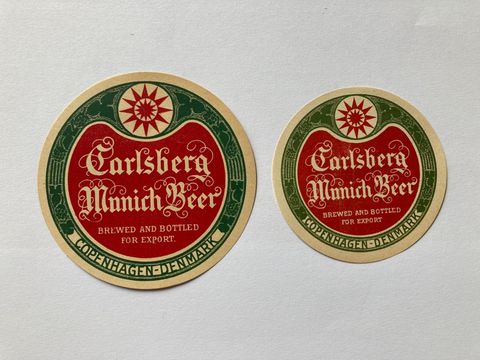 Carlsberg
Munich Beer
BREWED AND BOTTLED
FOR EXPORT.
COPENHAGEN-DENMARK
Carlsberg
Munich Beer
BREWED AND BOTTLED
FOR EXPORT
COPENHAGEN-DENMARK